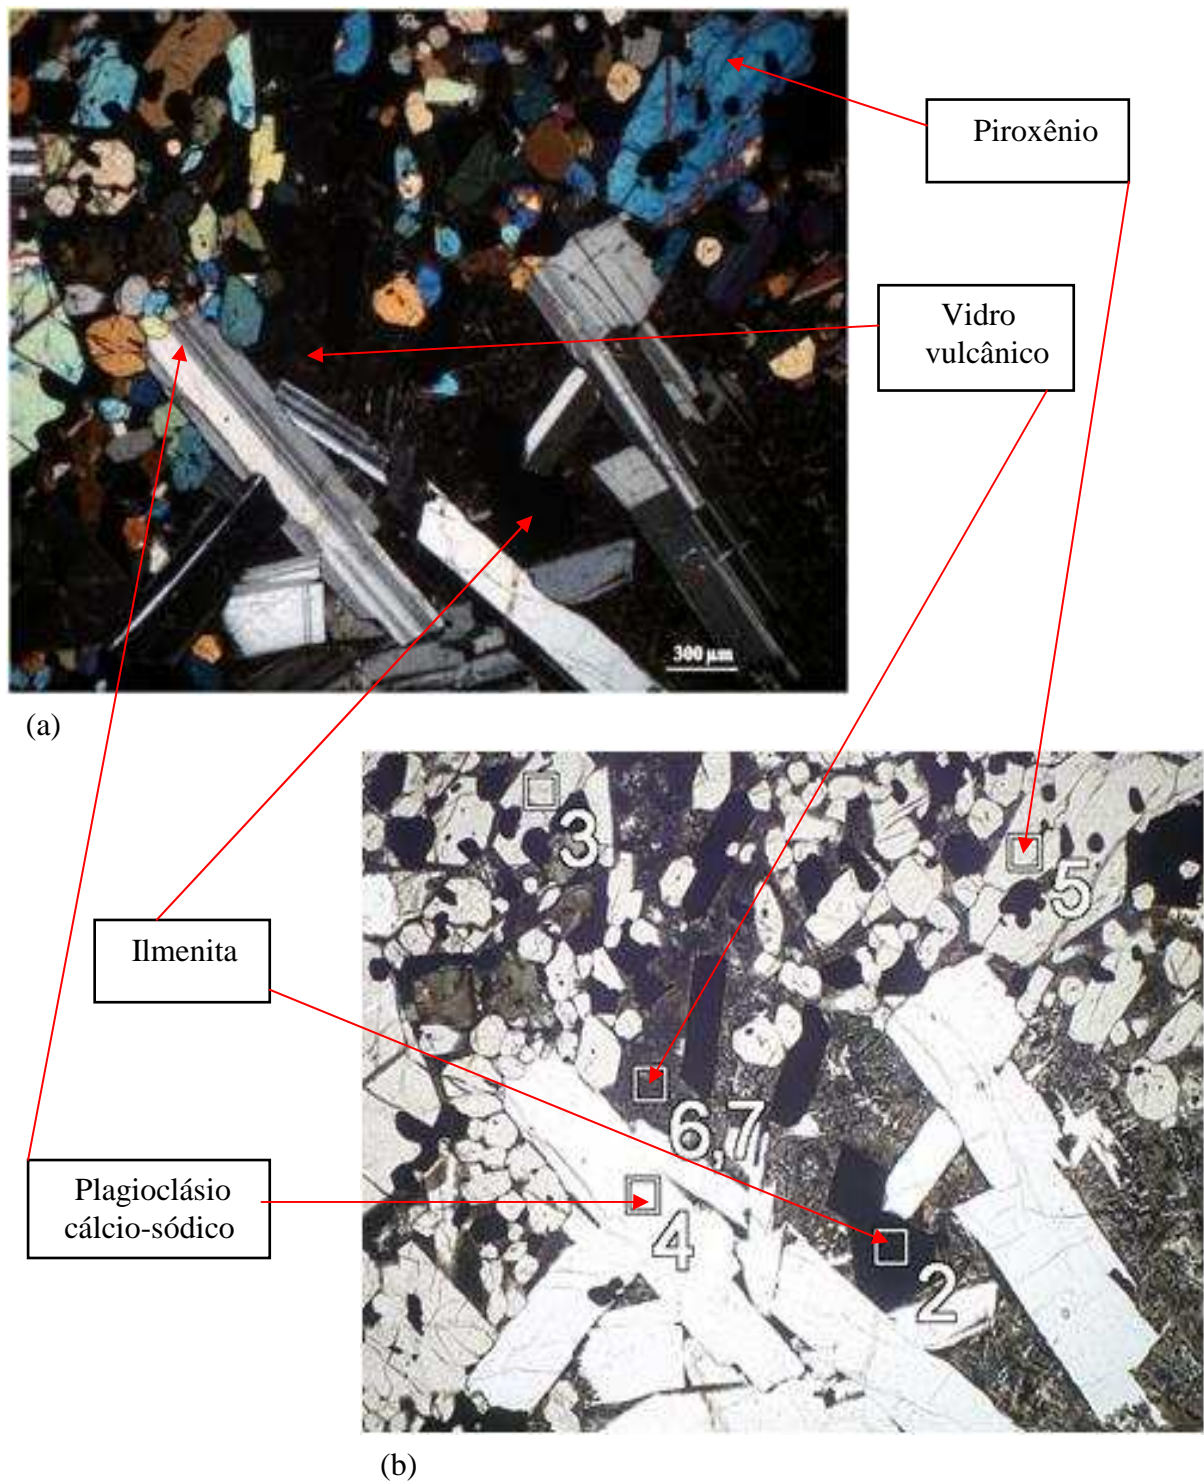 Piroxênio
Vidro
vulcânico
300 µm
(a)
3
5
Ilmenita
6,7
Plagioclásio
cálcio-sódico
4
2
(b)